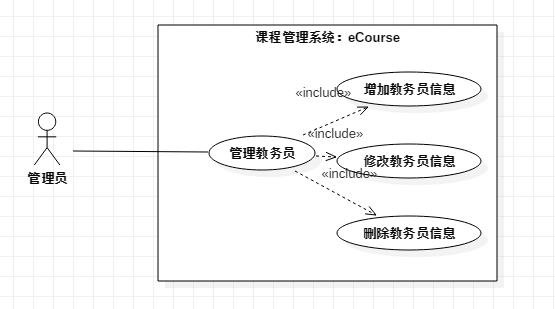 课程管理系统：eCourse
«include»
增加教务员信息
«include»
管理教务员
修改教务员信息
«include»
管理员
删除教务员信息